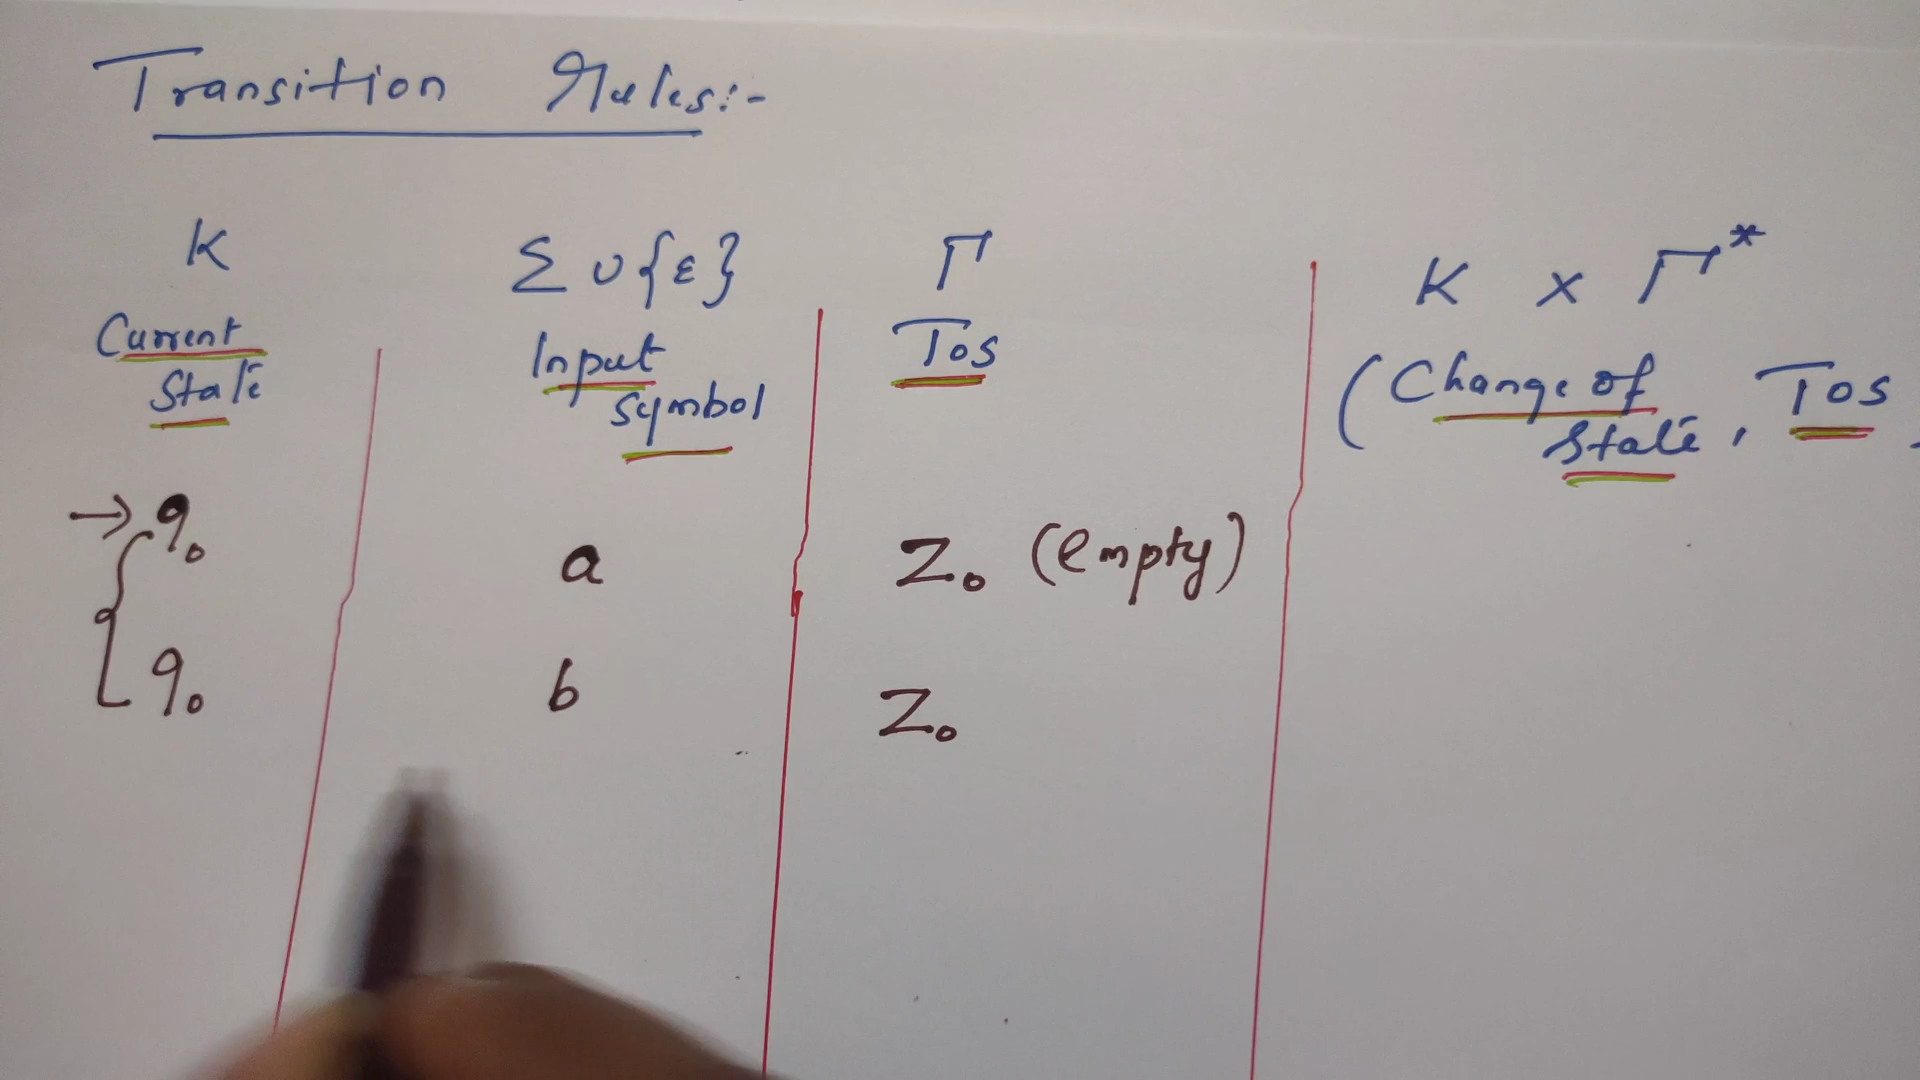 Transition Rules:-
K Σ ∪ {ε} Γ K × Γ*
Current State Input Symbol Tos (Change of State, Tos
→ q₀ a Z₀ (empty)
q₀ b Z₀